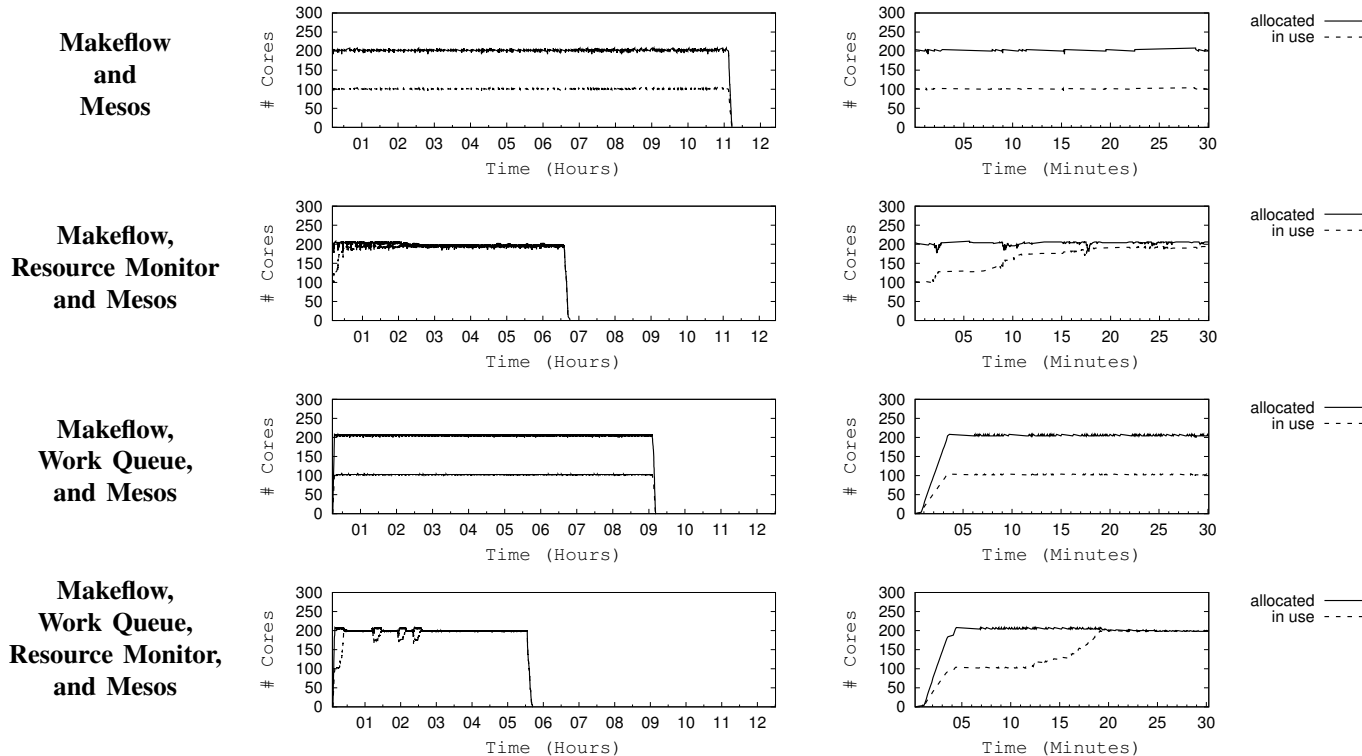 Makeflow
and
Mesos
# Cores
300
250
200
150
100
50
0
01 02 03 04 05 06 07 08 09 10 11 12
Time (Hours)
# Cores
300
250
200
150
100
50
0
05 10 15 20 25 30
Time (Minutes)
allocated
in use
Makeflow,
Resource Monitor
and Mesos
# Cores
300
250
200
150
100
50
0
01 02 03 04 05 06 07 08 09 10 11 12
Time (Hours)
# Cores
300
250
200
150
100
50
0
05 10 15 20 25 30
Time (Minutes)
allocated
in use
Makeflow,
Work Queue,
and Mesos
# Cores
300
250
200
150
100
50
0
01 02 03 04 05 06 07 08 09 10 11 12
Time (Hours)
# Cores
300
250
200
150
100
50
0
05 10 15 20 25 30
Time (Minutes)
allocated
in use
Makeflow,
Work Queue,
Resource Monitor,
and Mesos
# Cores
300
250
200
150
100
50
0
01 02 03 04 05 06 07 08 09 10 11 12
Time (Hours)
# Cores
300
250
200
150
100
50
0
05 10 15 20 25 30
Time (Minutes)
allocated
in use